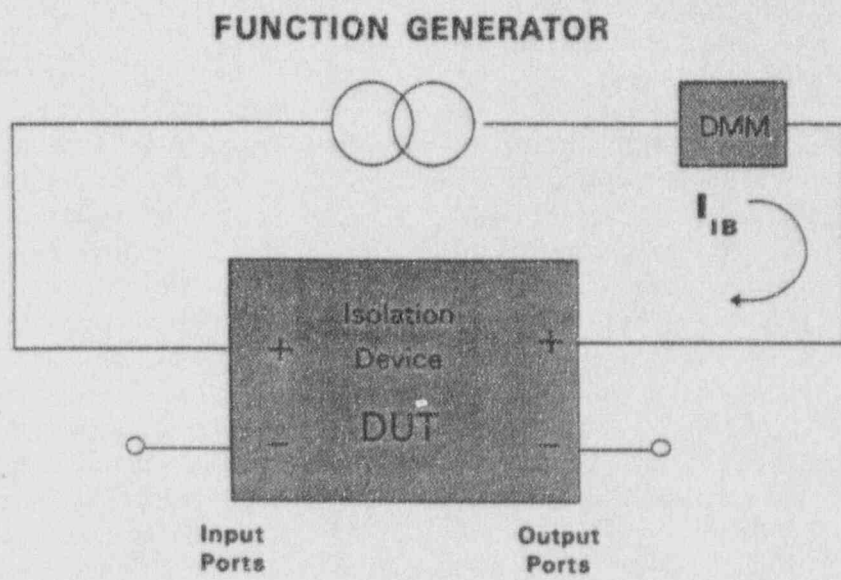 FUNCTION GENERATOR
DMM
I IB
Isolation
Device
+ +
DUT
- -
Input
Ports
Output
Ports